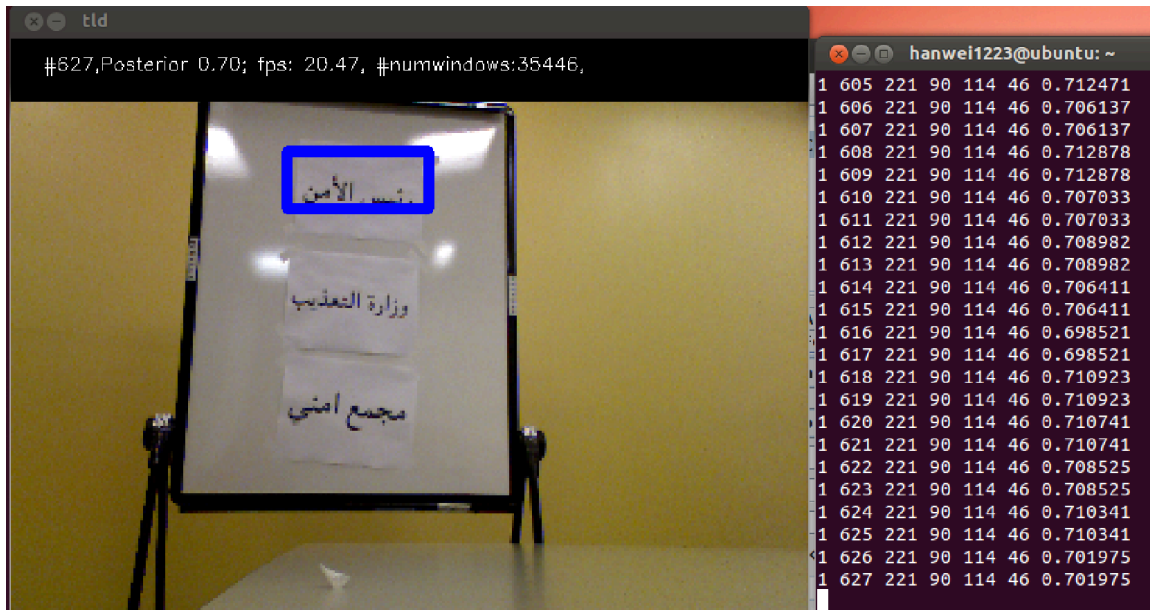 tld
#627,Posterior 0.70; fps: 20.47, #numwindows:35446,
رئيس الأمن
وزارة التعذيب
مجمع امني
hanwei1223@ubuntu: ~
1 605 221 90 114 46 0.712471
1 606 221 90 114 46 0.706137
1 607 221 90 114 46 0.706137
1 608 221 90 114 46 0.712878
1 609 221 90 114 46 0.712878
1 610 221 90 114 46 0.707033
1 611 221 90 114 46 0.707033
1 612 221 90 114 46 0.708982
1 613 221 90 114 46 0.708982
1 614 221 90 114 46 0.706411
1 615 221 90 114 46 0.706411
1 616 221 90 114 46 0.698521
1 617 221 90 114 46 0.698521
1 618 221 90 114 46 0.710923
1 619 221 90 114 46 0.710923
1 620 221 90 114 46 0.710741
1 621 221 90 114 46 0.710741
1 622 221 90 114 46 0.708525
1 623 221 90 114 46 0.708525
1 624 221 90 114 46 0.710341
1 625 221 90 114 46 0.710341
1 626 221 90 114 46 0.701975
1 627 221 90 114 46 0.701975